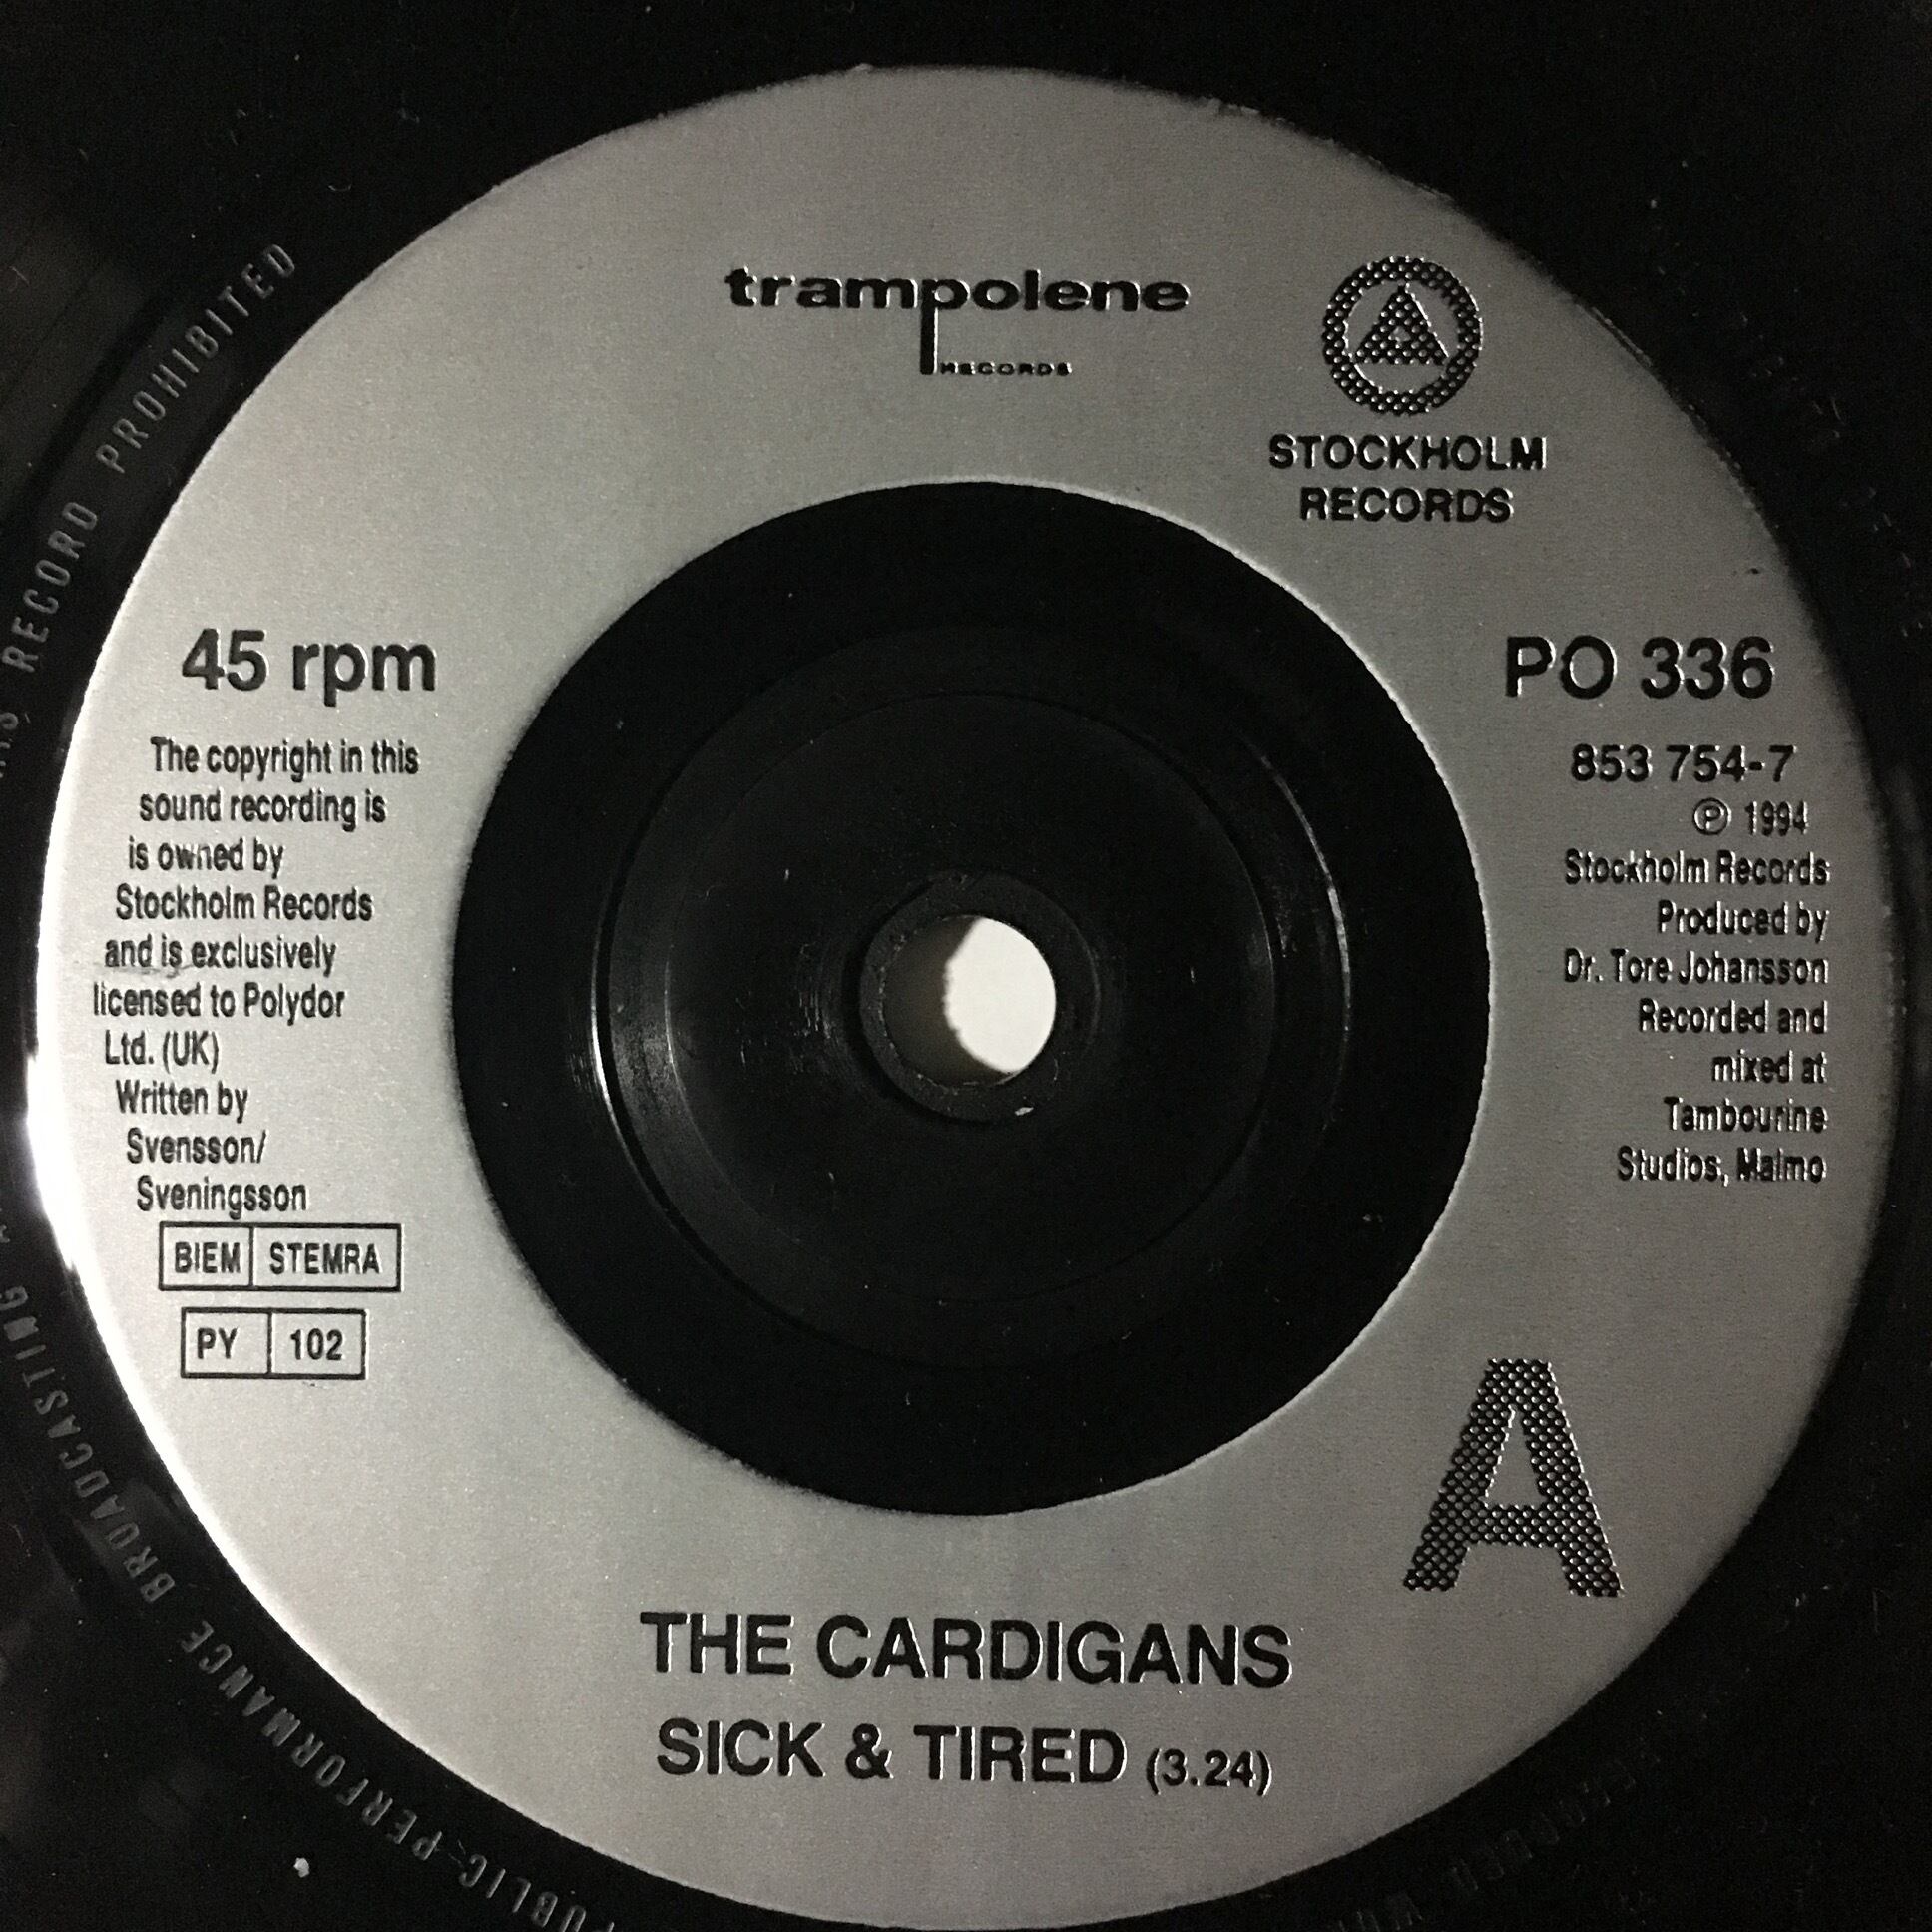 trampolene
RECORDS
STOCKHOLM
RECORDS
45 rpm
The copyright in this
sound recording is
is owned by
Stockholm Records
and is exclusively
licensed to Polydor
Ltd. (UK)
Written by
Svensson/
Sveningsson
BIEM STEMRA
PY 102
PO 336
853 754-7
℗ 1994
Stockholm Records
Produced by
Dr. Tore Johansson
Recorded and
mixed at
Tambourine
Studios, Malmo
A
THE CARDIGANS
SICK & TIRED (3.24)
PUBLIC PERFORMANCE BROADCASTING
RECORD PROHIBITED